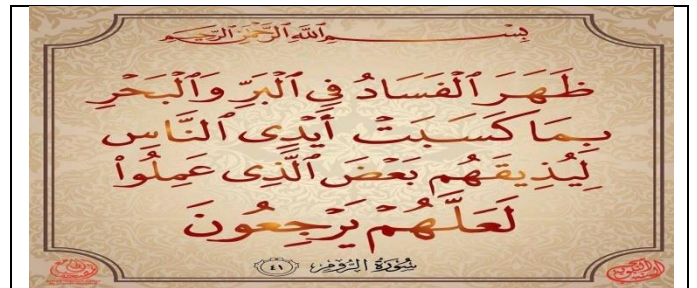 بِسْمِ ٱللَّهِ ٱلرَّحْمَٰنِ ٱلرَّحِيمِ
ظَهَرَ ٱلْفَسَادُ فِي ٱلْبَرِّ وَٱلْبَحْرِ
بِمَا كَسَبَتْ أَيْدِى ٱلنَّاسِ
لِيُذِيقَهُم بَعْضَ ٱلَّذِى عَمِلُوا۟
لَعَلَّهُمْ يَرْجِعُونَ
سُورَةُ الرُّومِ ٤١